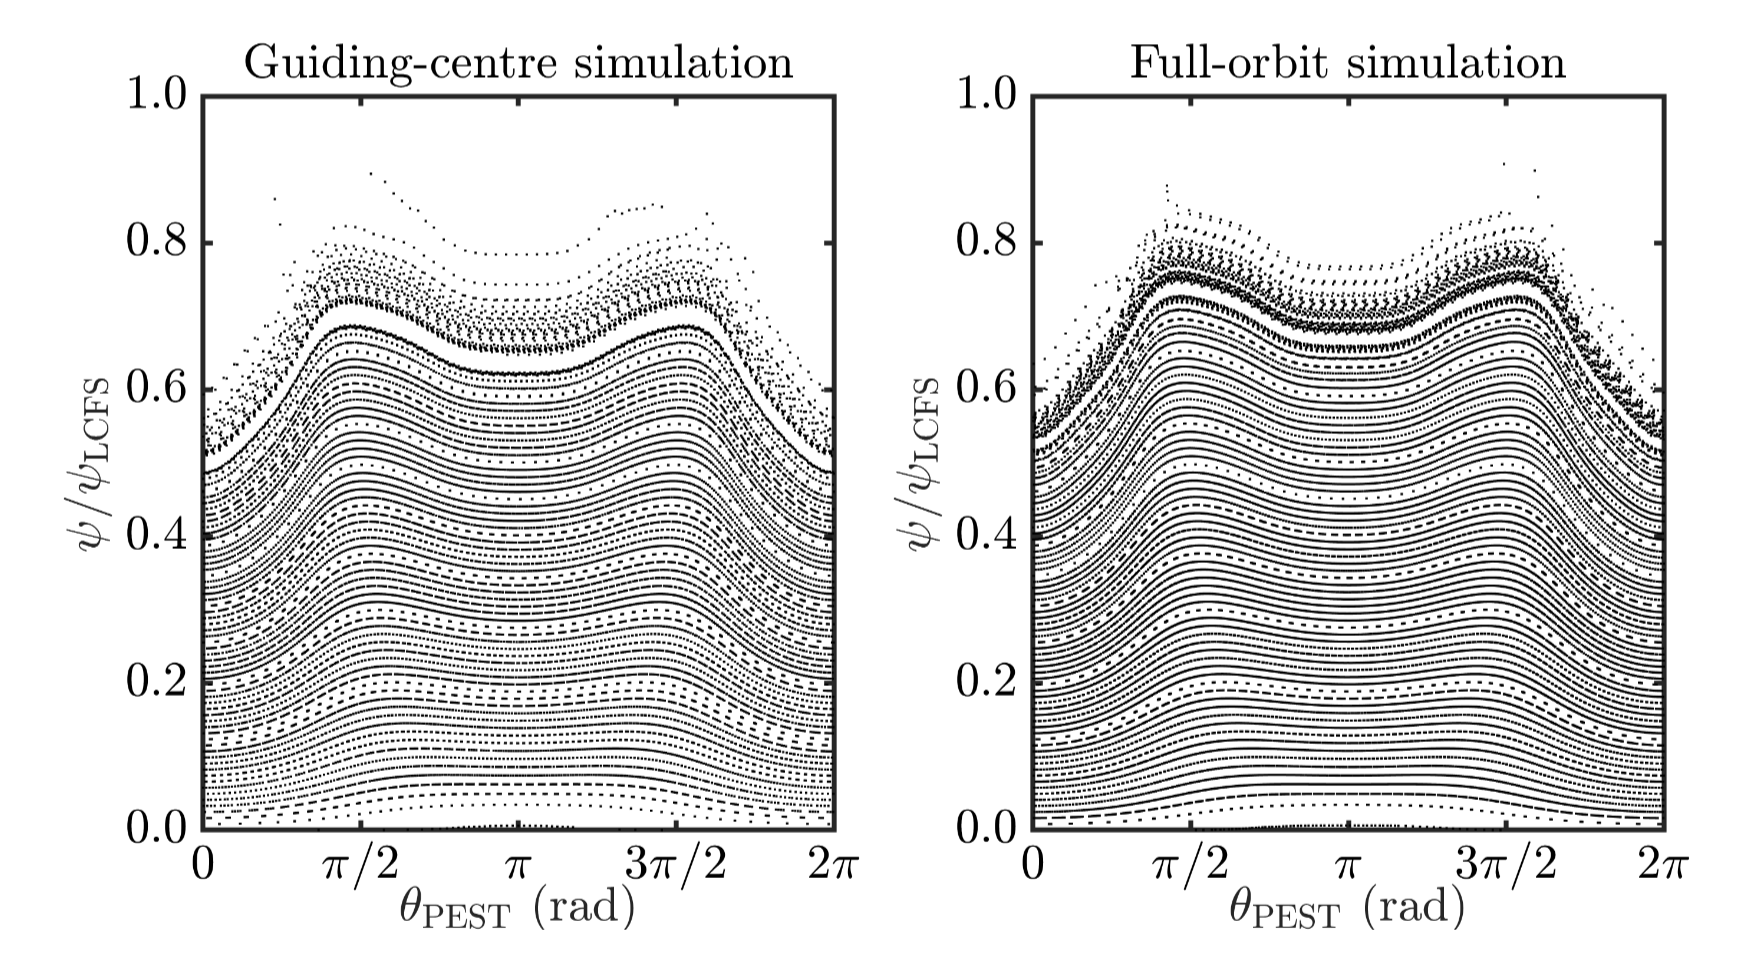 Guiding-centre simulation
1.0
0.8
0.6
0.4
0.2
0.0
ψ/ψLCFS
0 π/2 π 3π/2 2π
θPEST (rad)
Full-orbit simulation
1.0
0.8
0.6
0.4
0.2
0.0
ψ/ψLCFS
0 π/2 π 3π/2 2π
θPEST (rad)